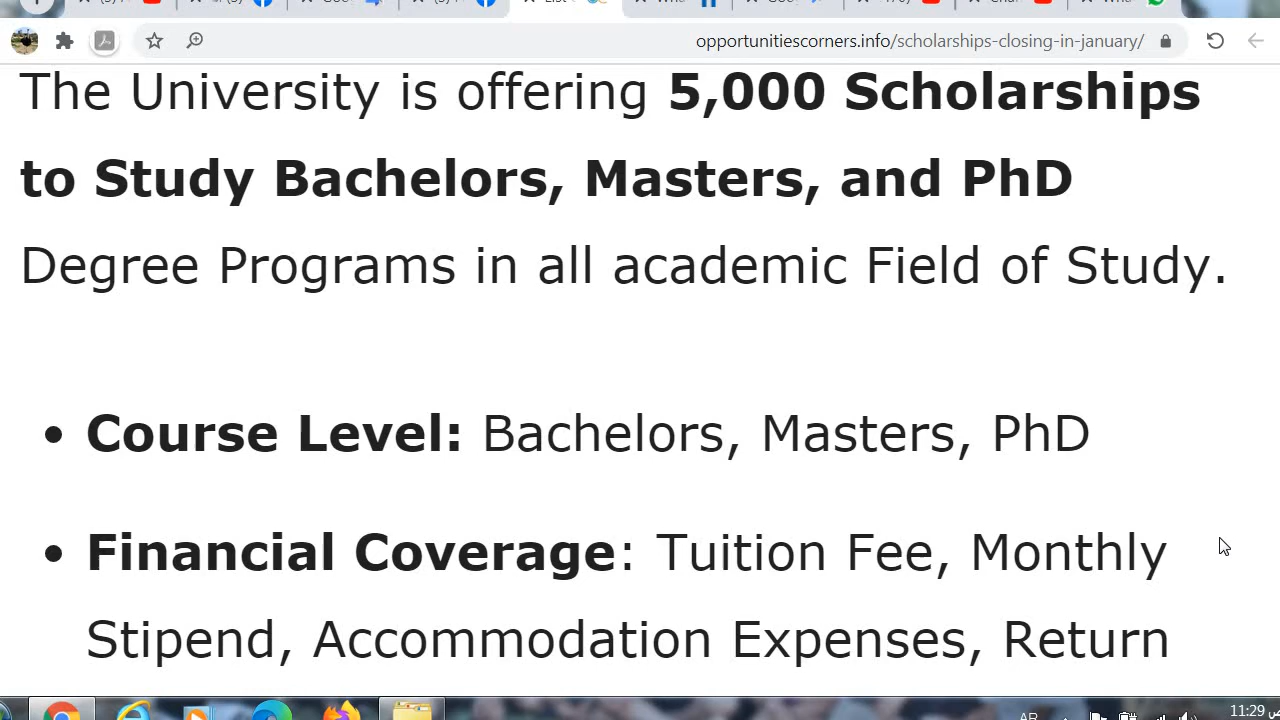 opportunitiescorners.info/scholarships-closing-in-january/
The University is offering 5,000 Scholarships
to Study Bachelors, Masters, and PhD
Degree Programs in all academic Field of Study.
• Course Level: Bachelors, Masters, PhD
• Financial Coverage: Tuition Fee, Monthly
Stipend, Accommodation Expenses, Return
AR
11:29